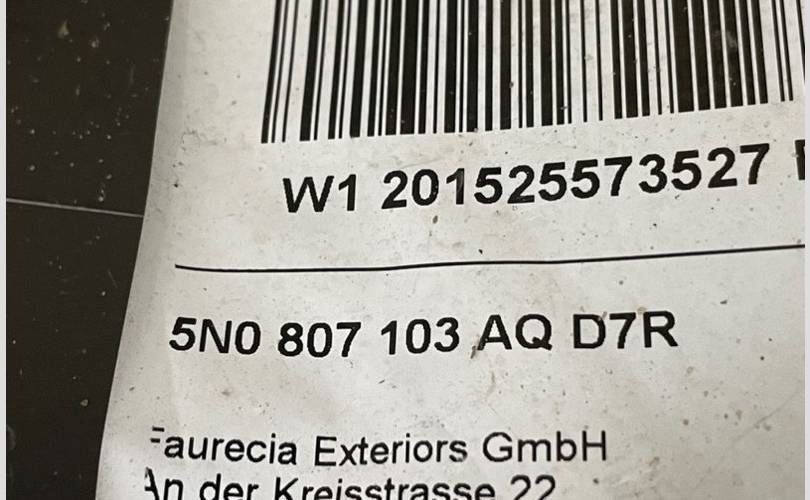 W1 201525573527
5N0 807 103 AQ D7R
Faurecia Exteriors GmbH
An der Kreisstrasse 22